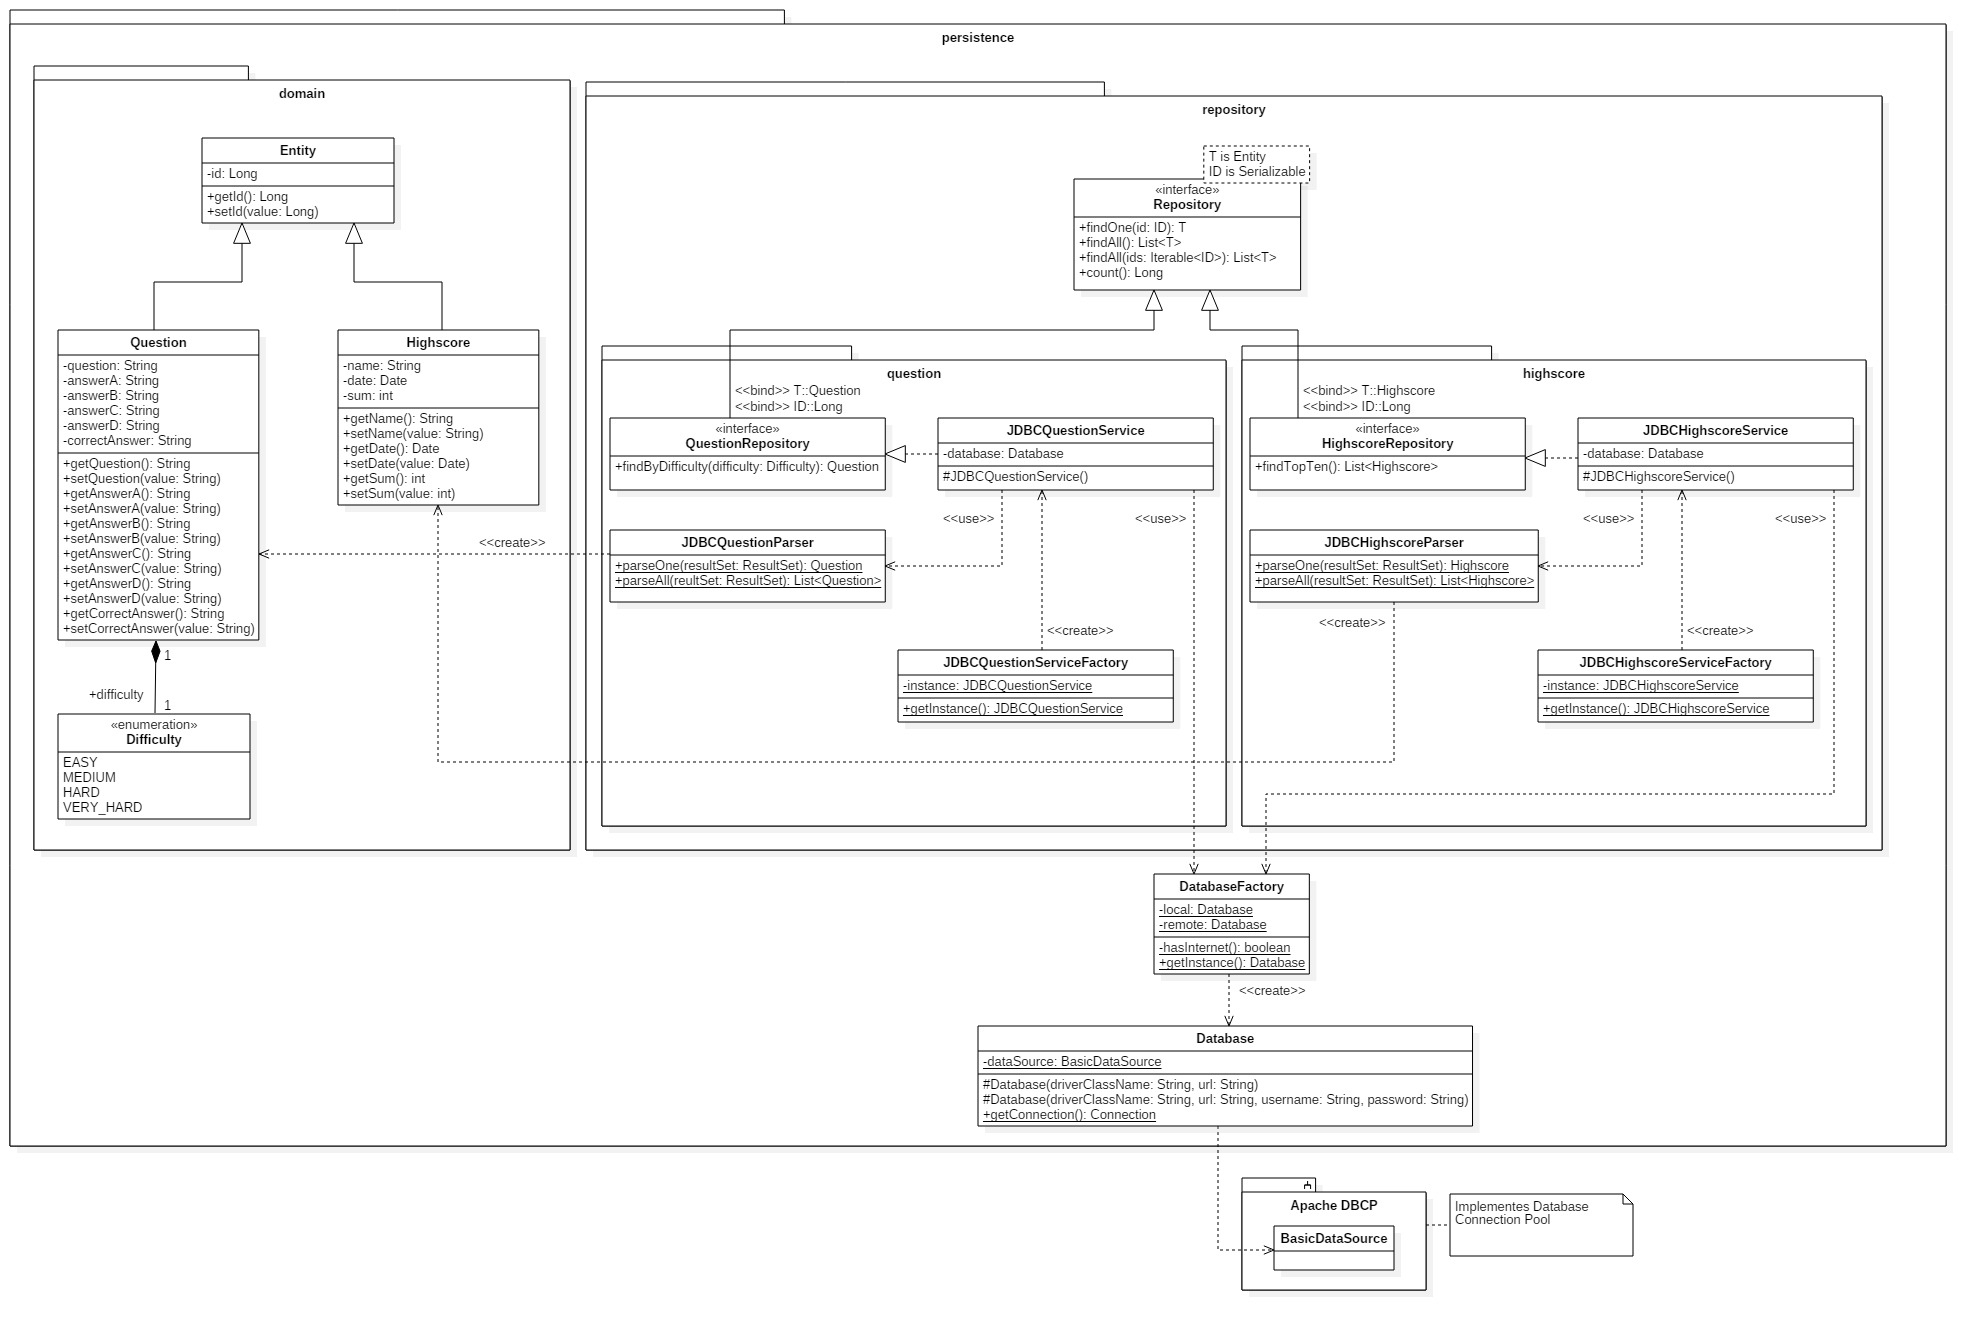 persistence
domain
Entity
-id: Long
+getId(): Long
+setId(value: Long)
Question
-question: String
-answerA: String
-answerB: String
-answerC: String
-answerD: String
-correctAnswer: String
+getQuestion(): String
+setQuestion(value: String)
+getAnswerA(): String
+setAnswerA(value: String)
+getAnswerB(): String
+setAnswerB(value: String)
+getAnswerC(): String
+setAnswerC(value: String)
+getAnswerD(): String
+setAnswerD(value: String)
+getCorrectAnswer(): String
+setCorrectAnswer(value: String)
Highscore
-name: String
-date: Date
-sum: int
+getName(): String
+setName(value: String)
+getDate(): Date
+setDate(value: Date)
+getSum(): int
+setSum(value: int)
1
+difficulty
1
«enumeration»
Difficulty
EASY
MEDIUM
HARD
VERY_HARD
<<create>>
repository
T is Entity
ID is Serializable
«interface»
Repository
+findOne(id: ID): T
+findAll(): List<T>
+findAll(ids: Iterable<ID>): List<T>
+count(): Long
question
<<bind>> T::Question
<<bind>> ID::Long
«interface»
QuestionRepository
+findByDifficulty(difficulty: Difficulty): Question
JDBCQuestionService
-database: Database
#JDBCQuestionService()
<<use>>
<<use>>
JDBCQuestionParser
+parseOne(resultSet: ResultSet): Question
+parseAll(reultSet: ResultSet): List<Question>
<<create>>
JDBCQuestionServiceFactory
-instance: JDBCQuestionService
+getInstance(): JDBCQuestionService
highscore
<<bind>> T::Highscore
<<bind>> ID::Long
«interface»
HighscoreRepository
+findTopTen(): List<Highscore>
JDBCHighscoreService
-database: Database
#JDBCHighscoreService()
<<use>>
<<use>>
JDBCHighscoreParser
+parseOne(resultSet: ResultSet): Highscore
+parseAll(resultSet: ResultSet): List<Highscore>
<<create>>
<<create>>
JDBCHighscoreServiceFactory
-instance: JDBCHighscoreService
+getInstance(): JDBCHighscoreService
DatabaseFactory
-local: Database
-remote: Database
-hasInternet(): boolean
+getInstance(): Database
<<create>>
Database
-dataSource: BasicDataSource
#Database(driverClassName: String, url: String)
#Database(driverClassName: String, url: String, username: String, password: String)
+getConnection(): Connection
Apache DBCP
BasicDataSource
Implementes Database
Connection Pool